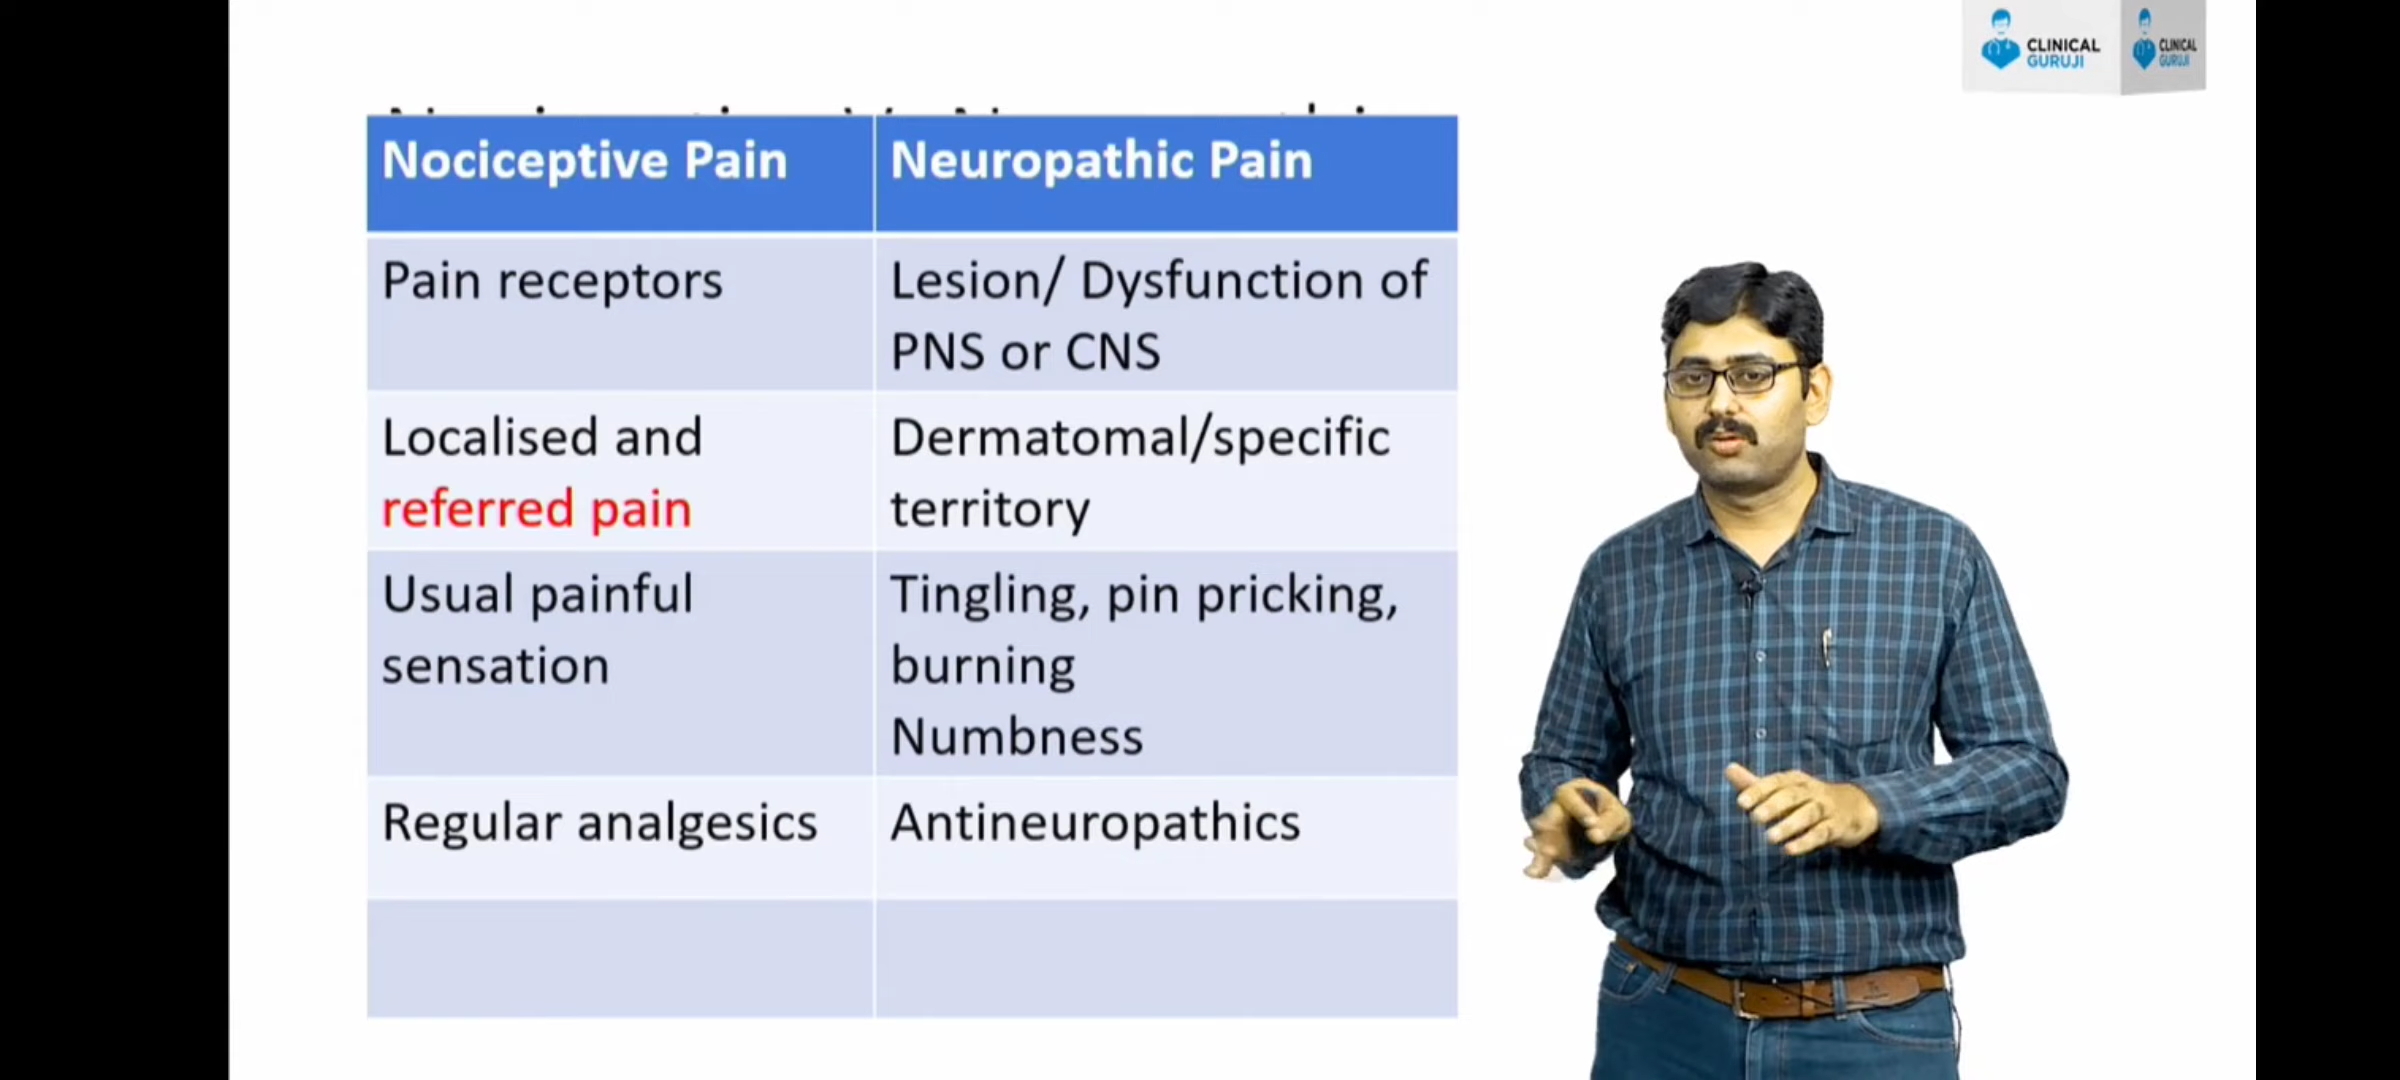 CLINICAL
GURUJI
CLINICAL
GURUJI
Nociceptive Pain
Neuropathic Pain
Pain receptors
Lesion/ Dysfunction of
PNS or CNS
Localised and
referred pain
Dermatomal/specific
territory
Usual painful
sensation
Tingling, pin pricking,
burning
Numbness
Regular analgesics
Antineuropathics